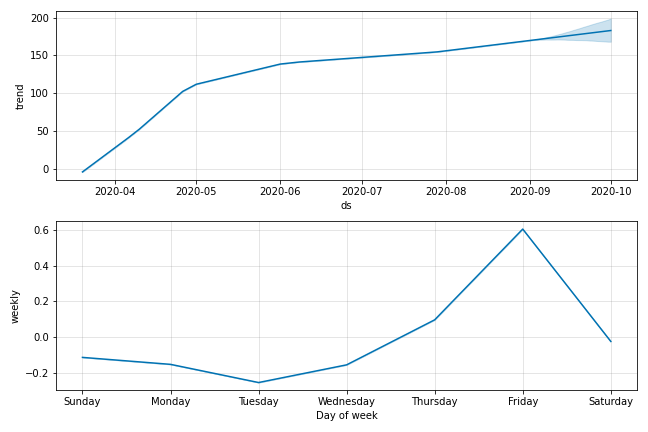 200
150
100
50
0
trend
2020-04 2020-05 2020-06 2020-07 2020-08 2020-09 2020-10
ds
0.6
0.4
0.2
0.0
−0.2
weekly
Sunday Monday Tuesday Wednesday Thursday Friday Saturday
Day of week